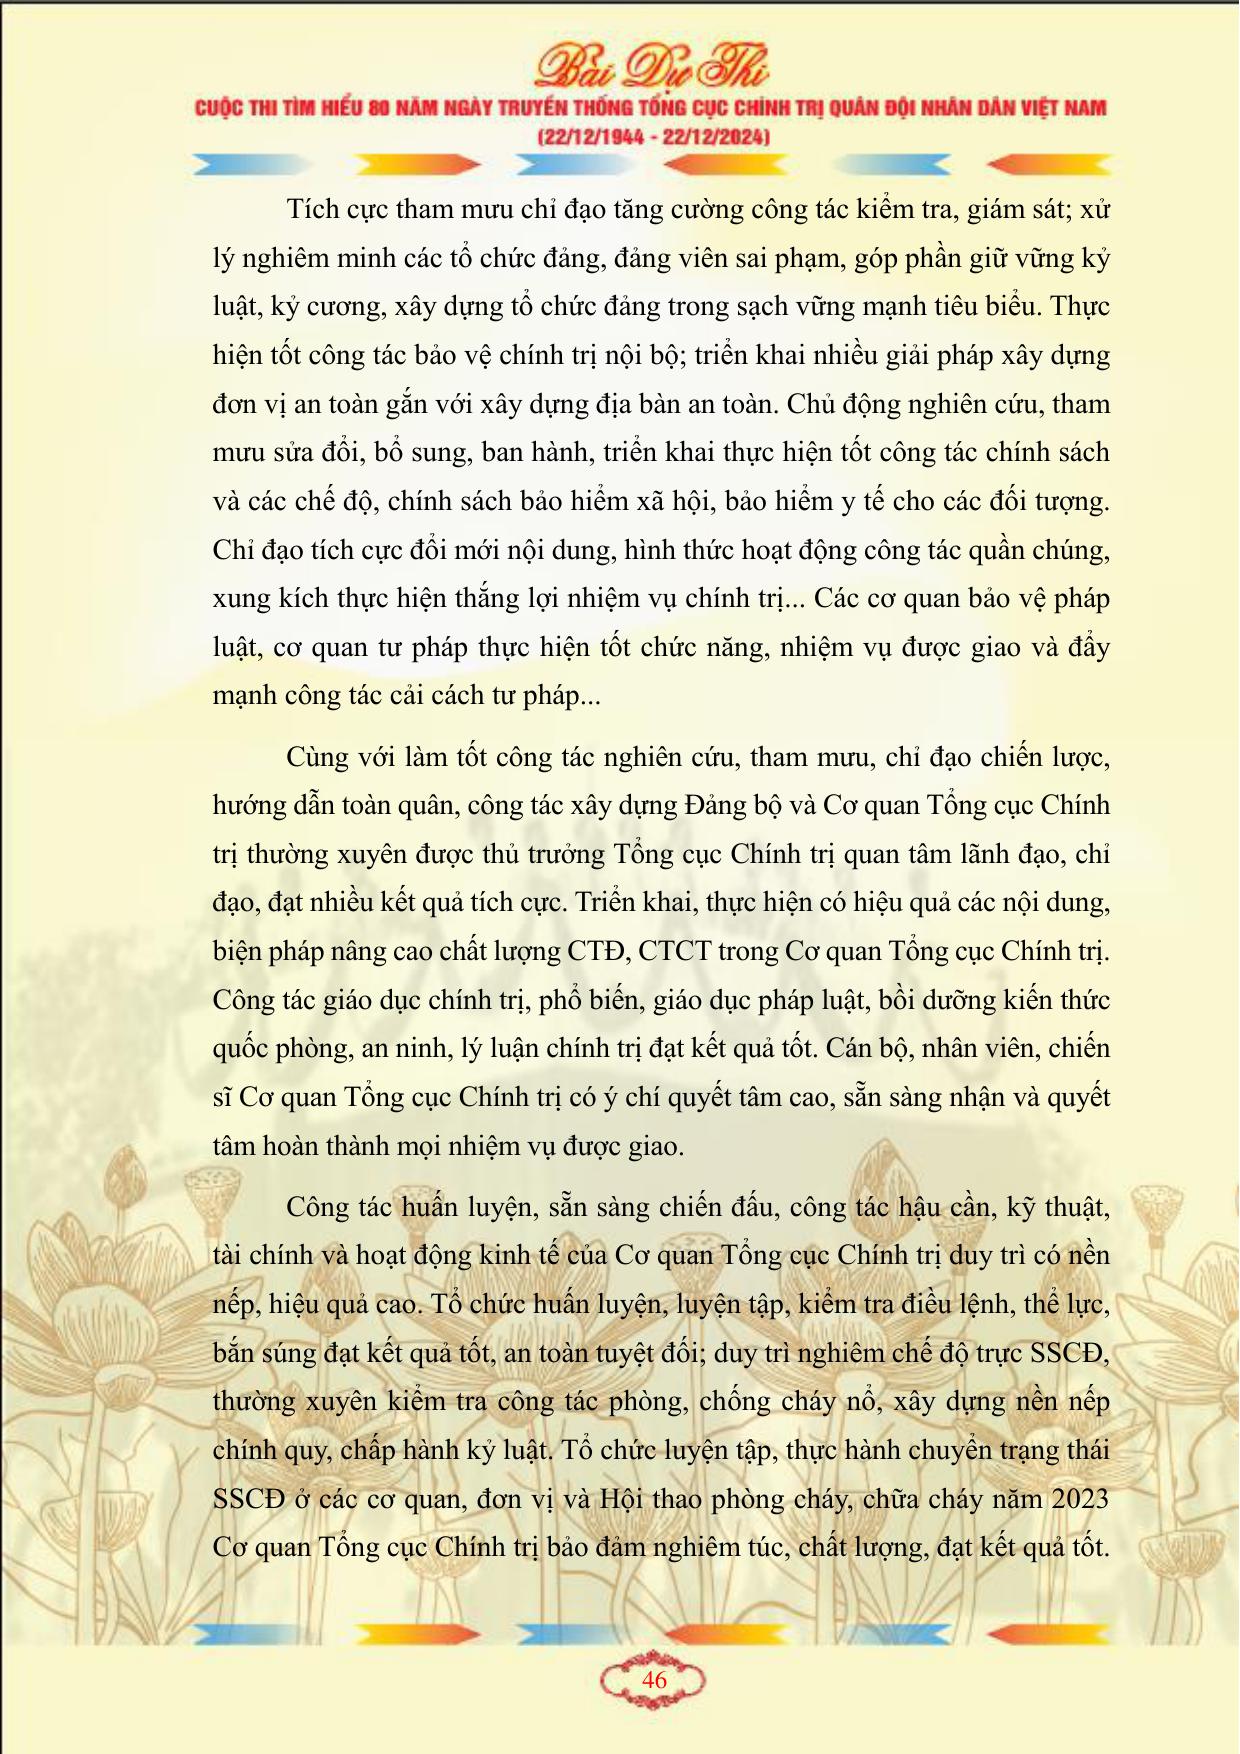 Bài Dự Thi
CUỘC THI TÌM HIỂU 80 NĂM NGÀY TRUYỀN THỐNG TỔNG CỤC CHÍNH TRỊ QUÂN ĐỘI NHÂN DÂN VIỆT NAM
(22/12/1944 - 22/12/2024)
Tích cực tham mưu chỉ đạo tăng cường công tác kiểm tra, giám sát; xử
lý nghiêm minh các tổ chức đảng, đảng viên sai phạm, góp phần giữ vững kỷ
luật, kỷ cương, xây dựng tổ chức đảng trong sạch vững mạnh tiêu biểu. Thực
hiện tốt công tác bảo vệ chính trị nội bộ; triển khai nhiều giải pháp xây dựng
đơn vị an toàn gắn với xây dựng địa bàn an toàn. Chủ động nghiên cứu, tham
mưu sửa đổi, bổ sung, ban hành, triển khai thực hiện tốt công tác chính sách
và các chế độ, chính sách bảo hiểm xã hội, bảo hiểm y tế cho các đối tượng.
Chỉ đạo tích cực đổi mới nội dung, hình thức hoạt động công tác quần chúng,
xung kích thực hiện thắng lợi nhiệm vụ chính trị... Các cơ quan bảo vệ pháp
luật, cơ quan tư pháp thực hiện tốt chức năng, nhiệm vụ được giao và đẩy
mạnh công tác cải cách tư pháp...
Cùng với làm tốt công tác nghiên cứu, tham mưu, chỉ đạo chiến lược,
hướng dẫn toàn quân, công tác xây dựng Đảng bộ và Cơ quan Tổng cục Chính
trị thường xuyên được thủ trưởng Tổng cục Chính trị quan tâm lãnh đạo, chỉ
đạo, đạt nhiều kết quả tích cực. Triển khai, thực hiện có hiệu quả các nội dung,
biện pháp nâng cao chất lượng CTĐ, CTCT trong Cơ quan Tổng cục Chính trị.
Công tác giáo dục chính trị, phổ biến, giáo dục pháp luật, bồi dưỡng kiến thức
quốc phòng, an ninh, lý luận chính trị đạt kết quả tốt. Cán bộ, nhân viên, chiến
sĩ Cơ quan Tổng cục Chính trị có ý chí quyết tâm cao, sẵn sàng nhận và quyết
tâm hoàn thành mọi nhiệm vụ được giao.
Công tác huấn luyện, sẵn sàng chiến đấu, công tác hậu cần, kỹ thuật,
tài chính và hoạt động kinh tế của Cơ quan Tổng cục Chính trị duy trì có nền
nếp, hiệu quả cao. Tổ chức huấn luyện, luyện tập, kiểm tra điều lệnh, thể lực,
bắn súng đạt kết quả tốt, an toàn tuyệt đối; duy trì nghiêm chế độ trực SSCĐ,
thường xuyên kiểm tra công tác phòng, chống cháy nổ, xây dựng nền nếp
chính quy, chấp hành kỷ luật. Tổ chức luyện tập, thực hành chuyển trạng thái
SSCĐ ở các cơ quan, đơn vị và Hội thao phòng cháy, chữa cháy năm 2023
Cơ quan Tổng cục Chính trị bảo đảm nghiêm túc, chất lượng, đạt kết quả tốt.
46